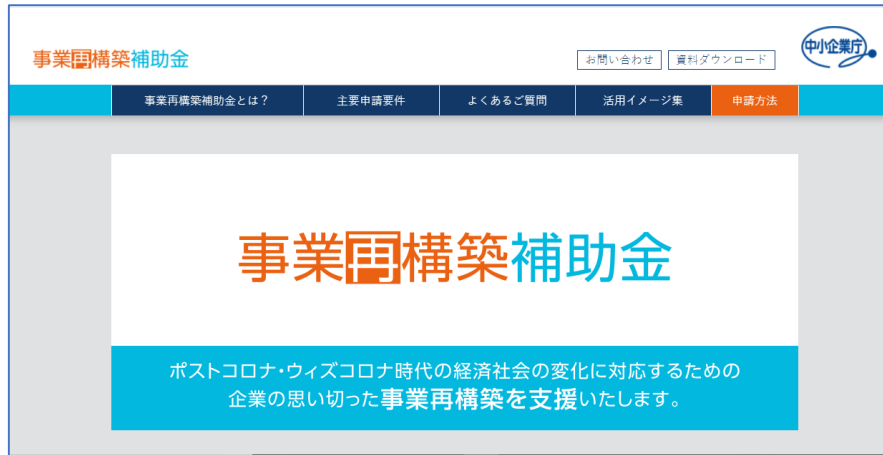 事業再構築補助金
お問い合わせ
資料ダウンロード
中小企業庁
事業再構築補助金とは？
主要申請要件
よくあるご質問
活用イメージ集
申請方法
事業再構築補助金
ポストコロナ・ウィズコロナ時代の経済社会の変化に対応するための
企業の思い切った事業再構築を支援いたします。